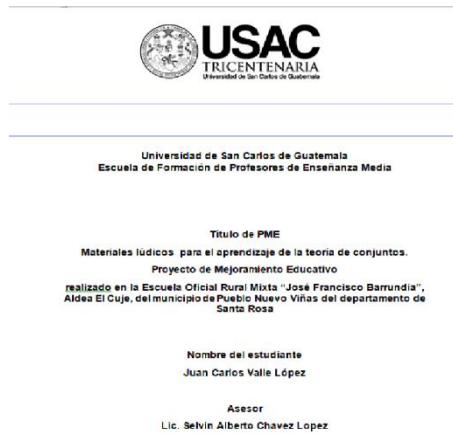 USAC
TRICENTENARIA
Universidad de San Carlos de Guatemala
Universidad de San Carlos de Guatemala
Escuela de Formación de Profesores de Enseñanza Media
Título de PME
Materiales lúdicos para el aprendizaje de la teoría de conjuntos.
Proyecto de Mejoramiento Educativo
realizado en la Escuela Oficial Rural Mixta “José Francisco Barrundia”,
Aldea El Cuje, del municipio de Pueblo Nuevo Viñas del departamento de
Santa Rosa
Nombre del estudiante
Juan Carlos Valle López
Asesor
Lic. Selvin Alberto Chavez Lopez